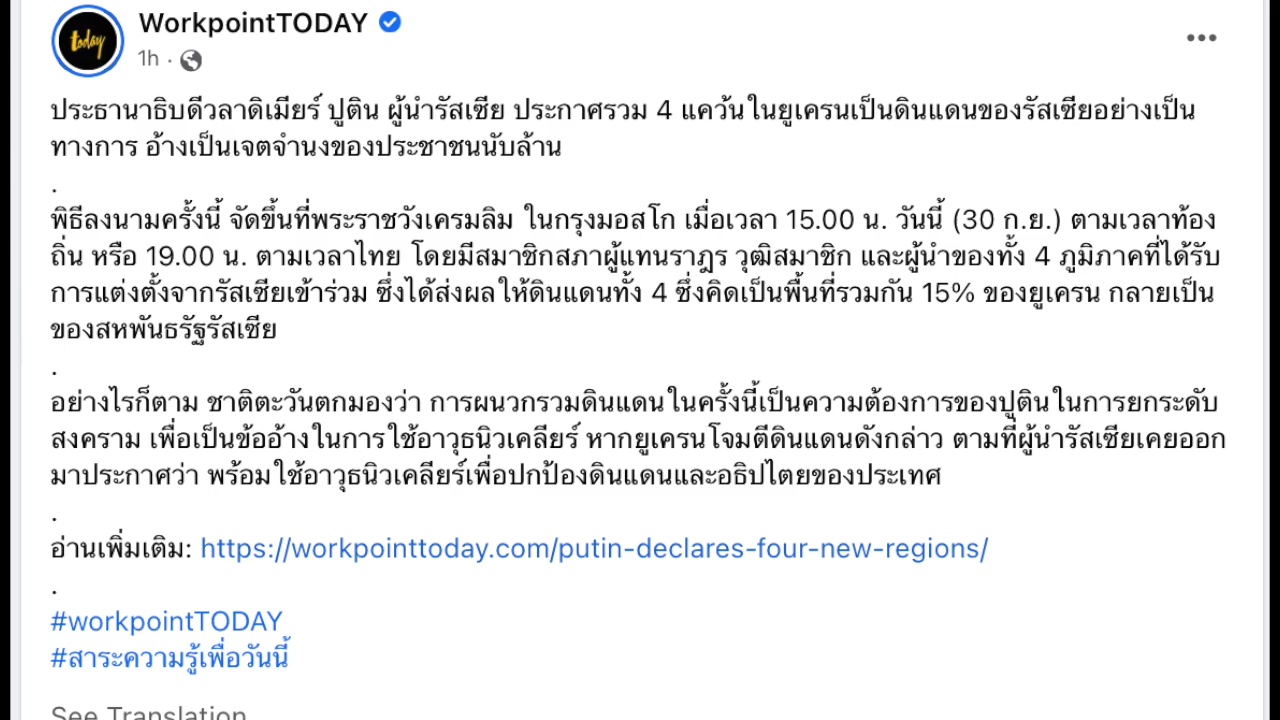 today
WorkpointTODAY
1h ·
ประธานาธิบดีวลาดิเมียร์ ปูติน ผู้นำรัสเซีย ประกาศรวม 4 แคว้นในยูเครนเป็นดินแดนของรัสเซียอย่างเป็น
ทางการ อ้างเป็นเจตจำนงของประชาชนนับล้าน
.
พิธีลงนามครั้งนี้ จัดขึ้นที่พระราชวังเครมลิม ในกรุงมอสโก เมื่อเวลา 15.00 น. วันนี้ (30 ก.ย.) ตามเวลาท้อง
ถิ่น หรือ 19.00 น. ตามเวลาไทย โดยมีสมาชิกสภาผู้แทนราฎร วุฒิสมาชิก และผู้นำของทั้ง 4 ภูมิภาคที่ได้รับ
การแต่งตั้งจากรัสเซียเข้าร่วม ซึ่งได้ส่งผลให้ดินแดนทั้ง 4 ซึ่งคิดเป็นพื้นที่รวมกัน 15% ของยูเครน กลายเป็น
ของสหพันธรัฐรัสเซีย
.
อย่างไรก็ตาม ชาติตะวันตกมองว่า การผนวกรวมดินแดนในครั้งนี้เป็นความต้องการของปูตินในการยกระดับ
สงคราม เพื่อเป็นข้ออ้างในการใช้อาวุธนิวเคลียร์ หากยูเครนโจมตีดินแดนดังกล่าว ตามที่ผู้นำรัสเซียเคยออก
มาประกาศว่า พร้อมใช้อาวุธนิวเคลียร์เพื่อปกป้องดินแดนและอธิปไตยของประเทศ
.
อ่านเพิ่มเติม: https://workpointtoday.com/putin-declares-four-new-regions/
.
#workpointTODAY
#สาระความรู้เพื่อวันนี้
See Translation